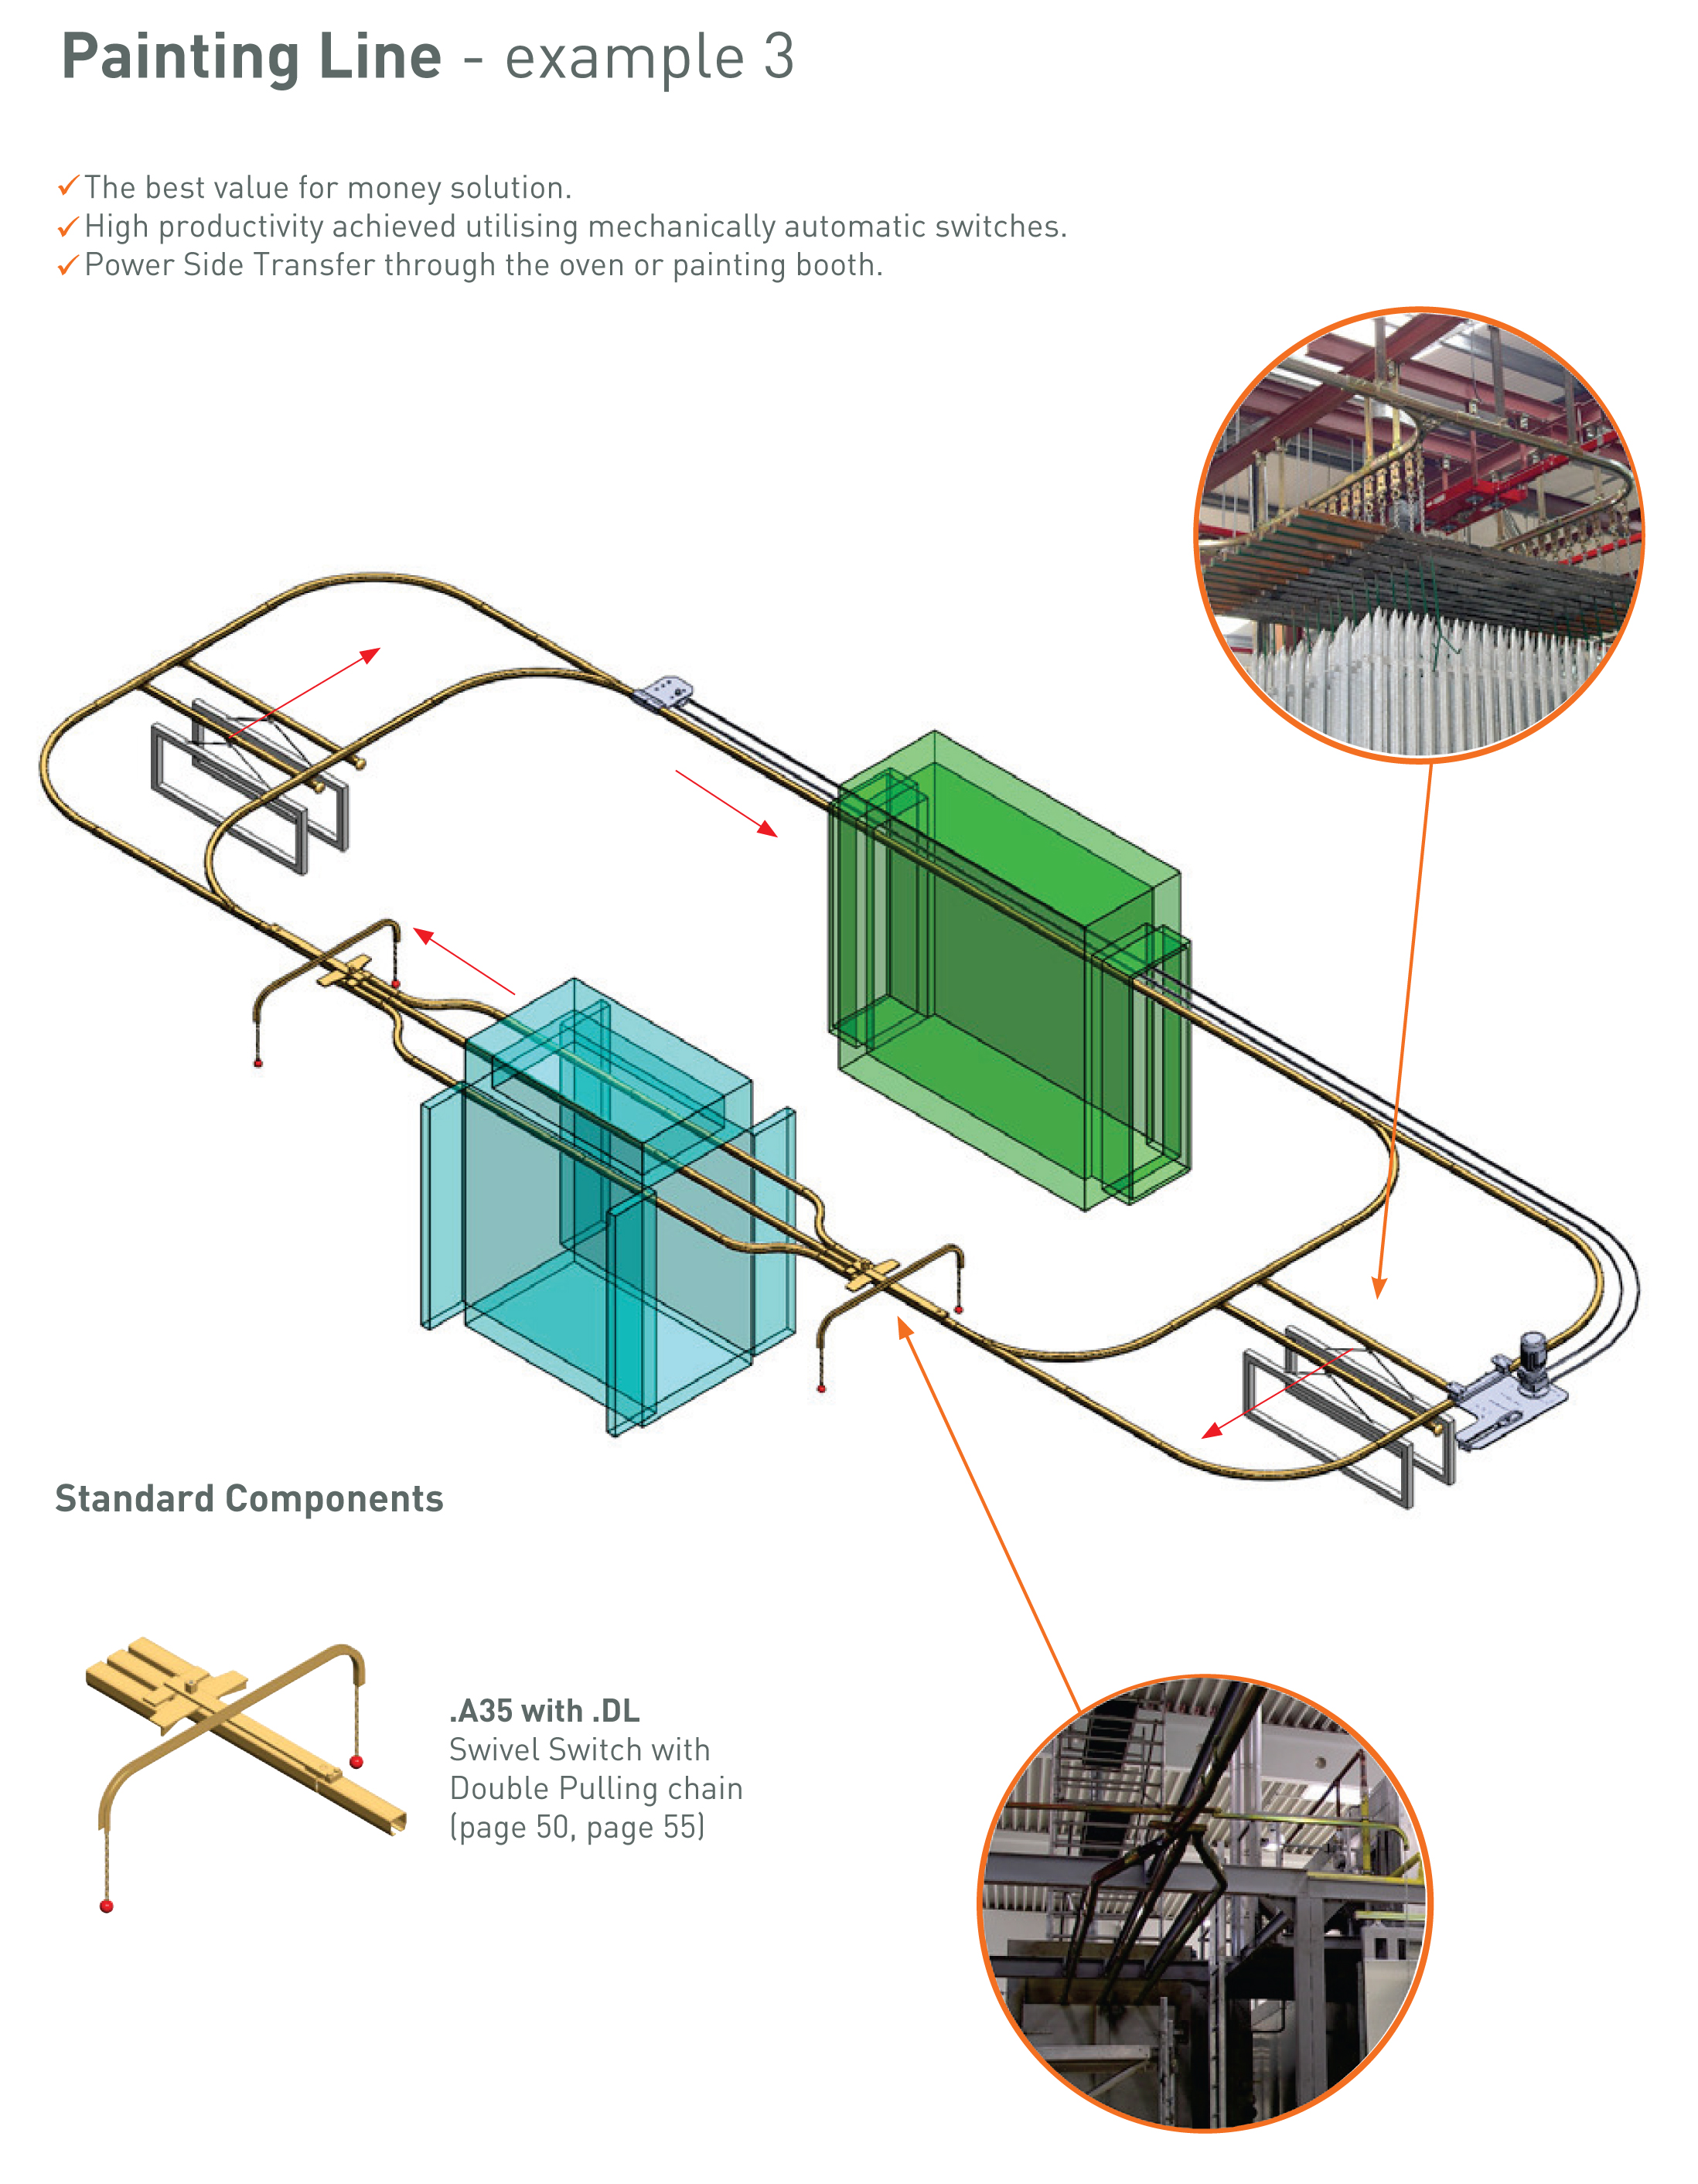 Painting Line - example 3
The best value for money solution.
High productivity achieved utilising mechanically automatic switches.
Power Side Transfer through the oven or painting booth.
Standard Components
.A35 with .DL
Swivel Switch with
Double Pulling chain
(page 50, page 55)